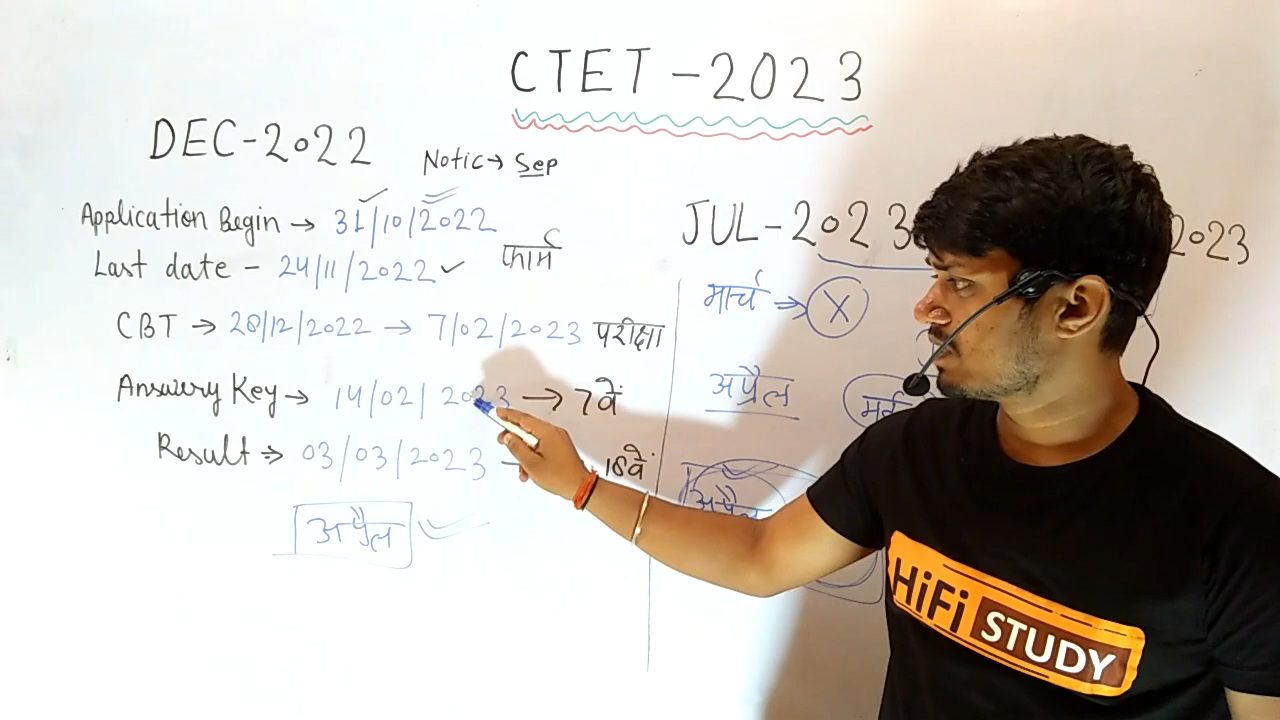 CTET - 2023
DEC-2022
Notic → Sep
Application Begin → 31/10/2022
Last date - 24/11/2022 ✓ फार्म
CBT → 28/12/2022 → 7/02/2023 परीक्षा
Answery Key → 14/02/2023 → 7वें
Result → 03/03/2023 → 16वें
अप्रैल
JUL-2023
2023
मार्च → X
अप्रैल
मई
अप्रैल
HiFi STUDY